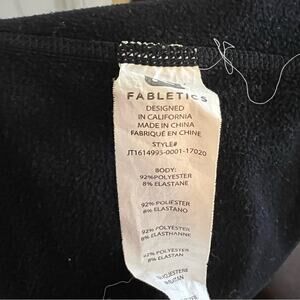 FABLETICS
DESIGNED
IN CALIFORNIA
MADE IN CHINA
FABRIQUÉ EN CHINE
STYLE#
JT1614995-0001-17020
BODY:
92%POLYESTER
8% ELASTANE
92% POLIÉSTER
8% ELASTANO
92% POLYESTER
8% ELASTHANNE
92% POLYESTER
8% ELASTAN